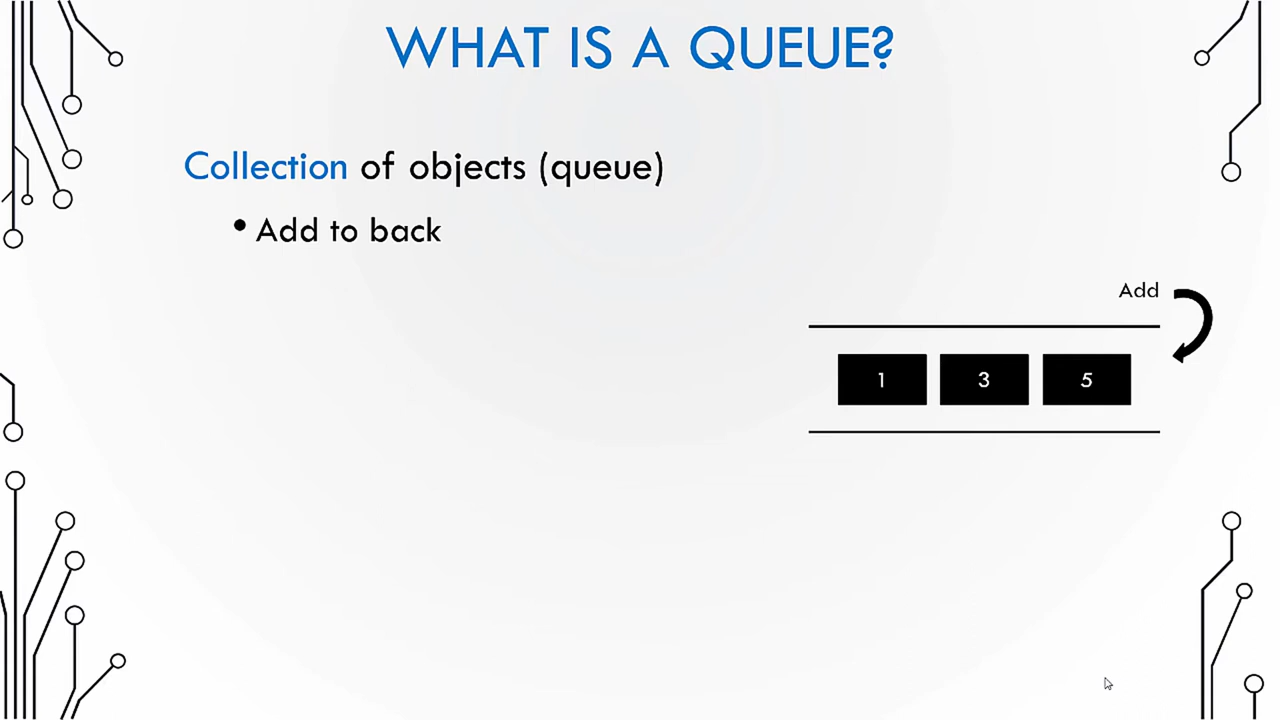 WHAT IS A QUEUE?
Collection of objects (queue)
• Add to back
Add
1 3 5